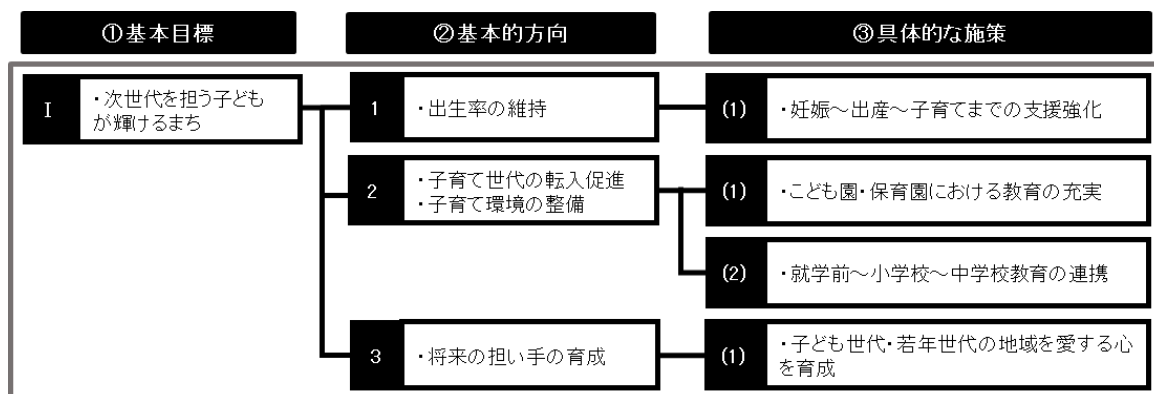 ①基本目標
②基本的方向
③具体的な施策
Ⅰ
・次世代を担う子ども
が輝けるまち
1
・出生率の維持
(1)
・妊娠～出産～子育てまでの支援強化
2
・子育て世代の転入促進
・子育て環境の整備
(1)
・こども園・保育園における教育の充実
(2)
・就学前～小学校～中学校教育の連携
3
・将来の担い手の育成
(1)
・子ども世代・若年世代の地域を愛する心
を育成